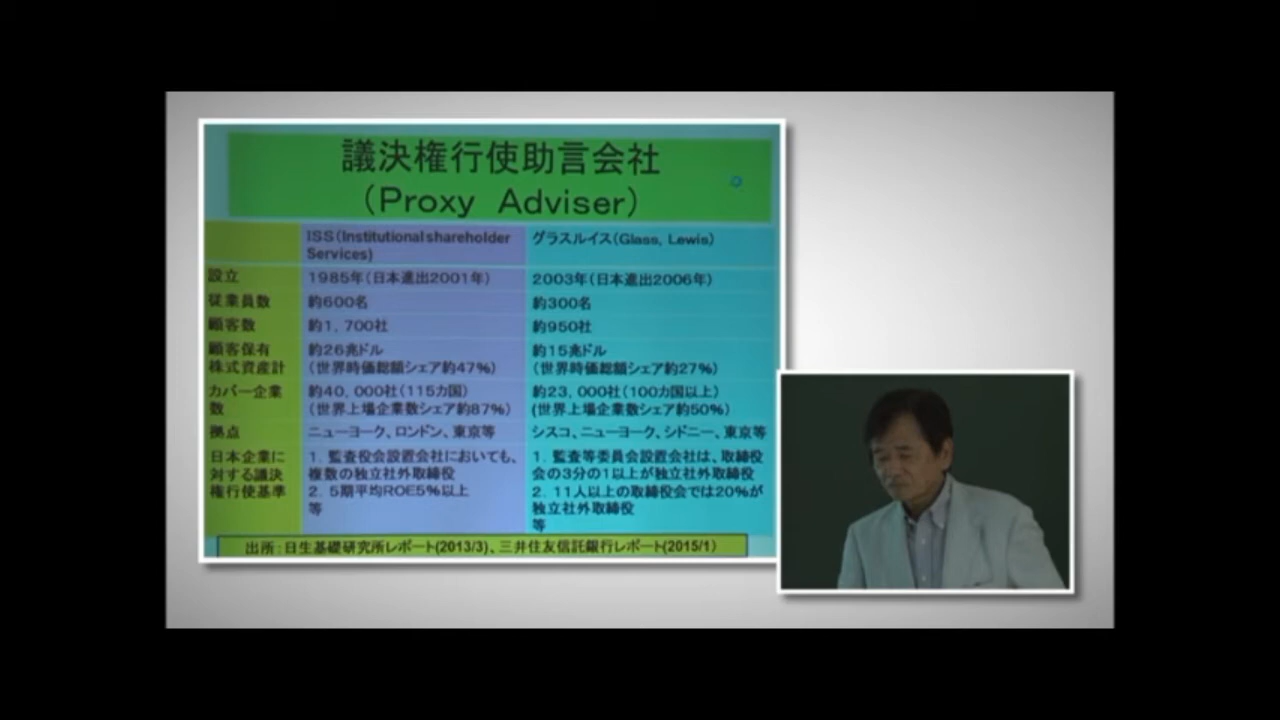 議決権行使助言会社
(Proxy Adviser)
ISS(Institutional shareholder
Services)
グラスルイス(Glass, Lewis)
設立
1985年(日本進出2001年)
2003年(日本進出2006年)
従業員数
約600名
約300名
顧客数
約1,700社
約950社
顧客保有
株式資産計
約26兆ドル
(世界時価総額シェア約47%)
約15兆ドル
(世界時価総額シェア約27%)
カバー企業
数
約40,000社(115カ国)
(世界上場企業数シェア約87%)
約23,000社(100カ国以上)
(世界上場企業数シェア約50%)
拠点
ニューヨーク、ロンドン、東京等
シスコ、ニューヨーク、シドニー、東京等
日本企業に
対する議決
権行使基準
1.監査役会設置会社においても、
複数の独立社外取締役
2.5期平均ROE5%以上
等
1.監査等委員会設置会社は、取締役
会の3分の1以上が独立社外取締役
2.11人以上の取締役会では20%が
独立社外取締役
等
出所:日生基礎研究所レポート(2013/3)、三井住友信託銀行レポート(2015/1)